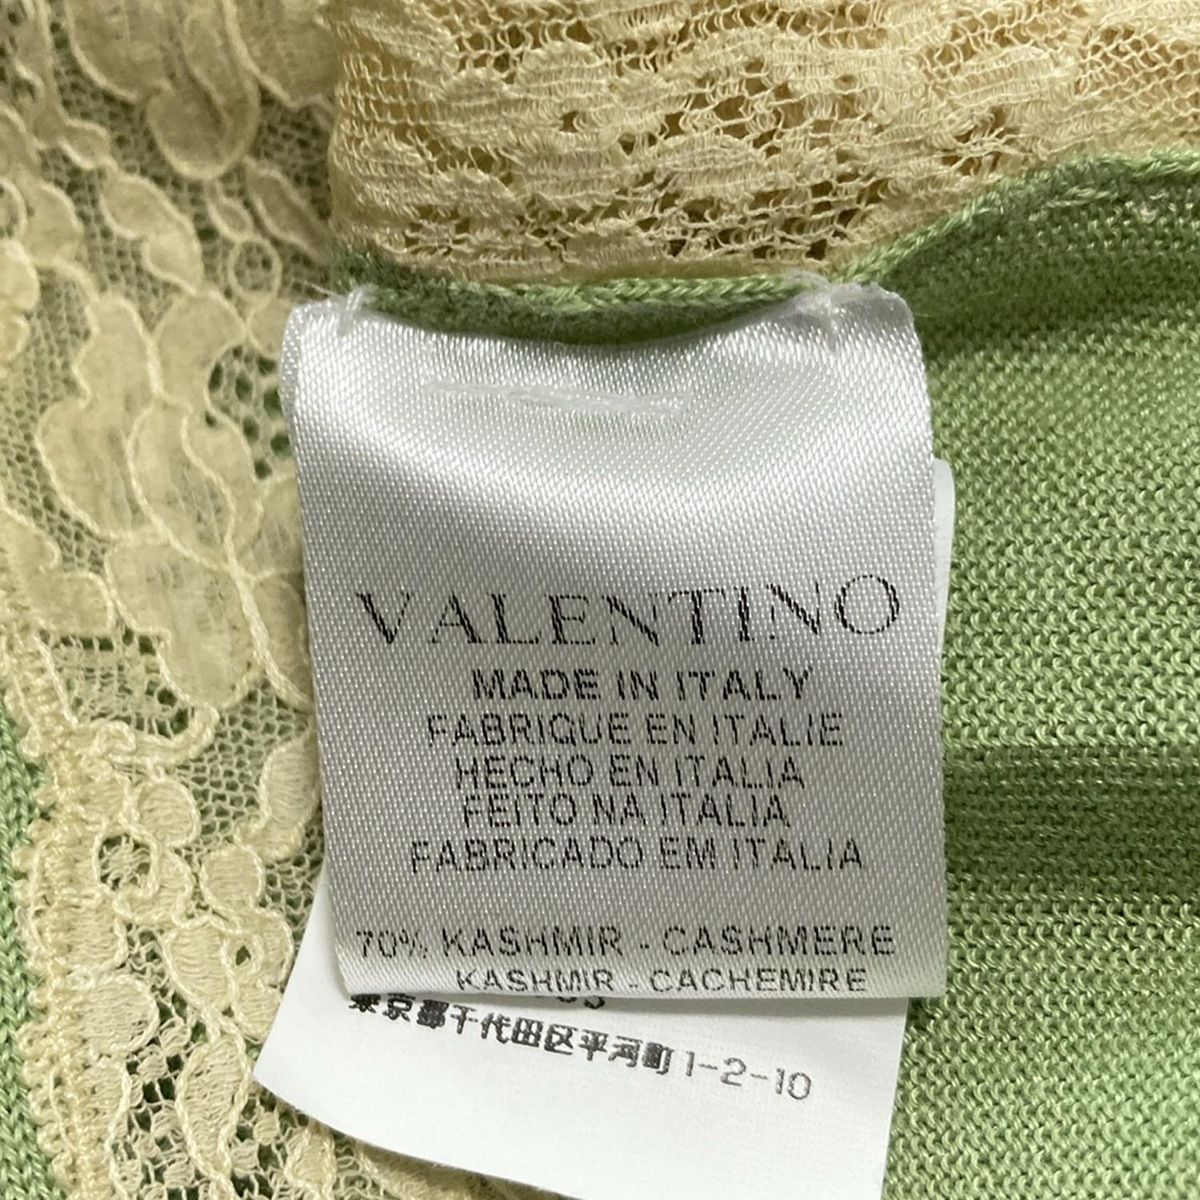 VALENTINO
MADE IN ITALY
FABRIQUE EN ITALIE
HECHO EN ITALIA
FEITO NA ITALIA
FABRICADO EM ITALIA
70% KASHMIR - CASHMERE
KASHMIR - CACHEMIRE
東京都千代田区平河町1-2-10